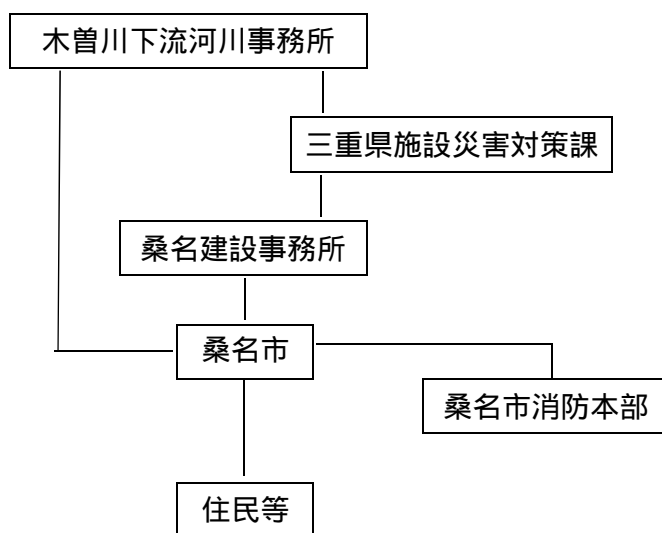 木曽川下流河川事務所
三重県施設災害対策課
桑名建設事務所
桑名市
桑名市消防本部
住民等